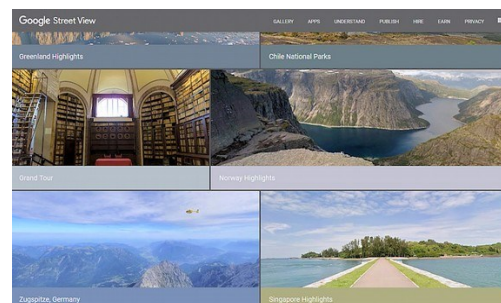 Google Street View
GALLERY APPS UNDERSTAND PUBLISH HIRE EARN PRIVACY
Greenland Highlights
Chile National Parks
Grand Tour
Norway Highlights
Zugspitze, Germany
Singapore Highlights